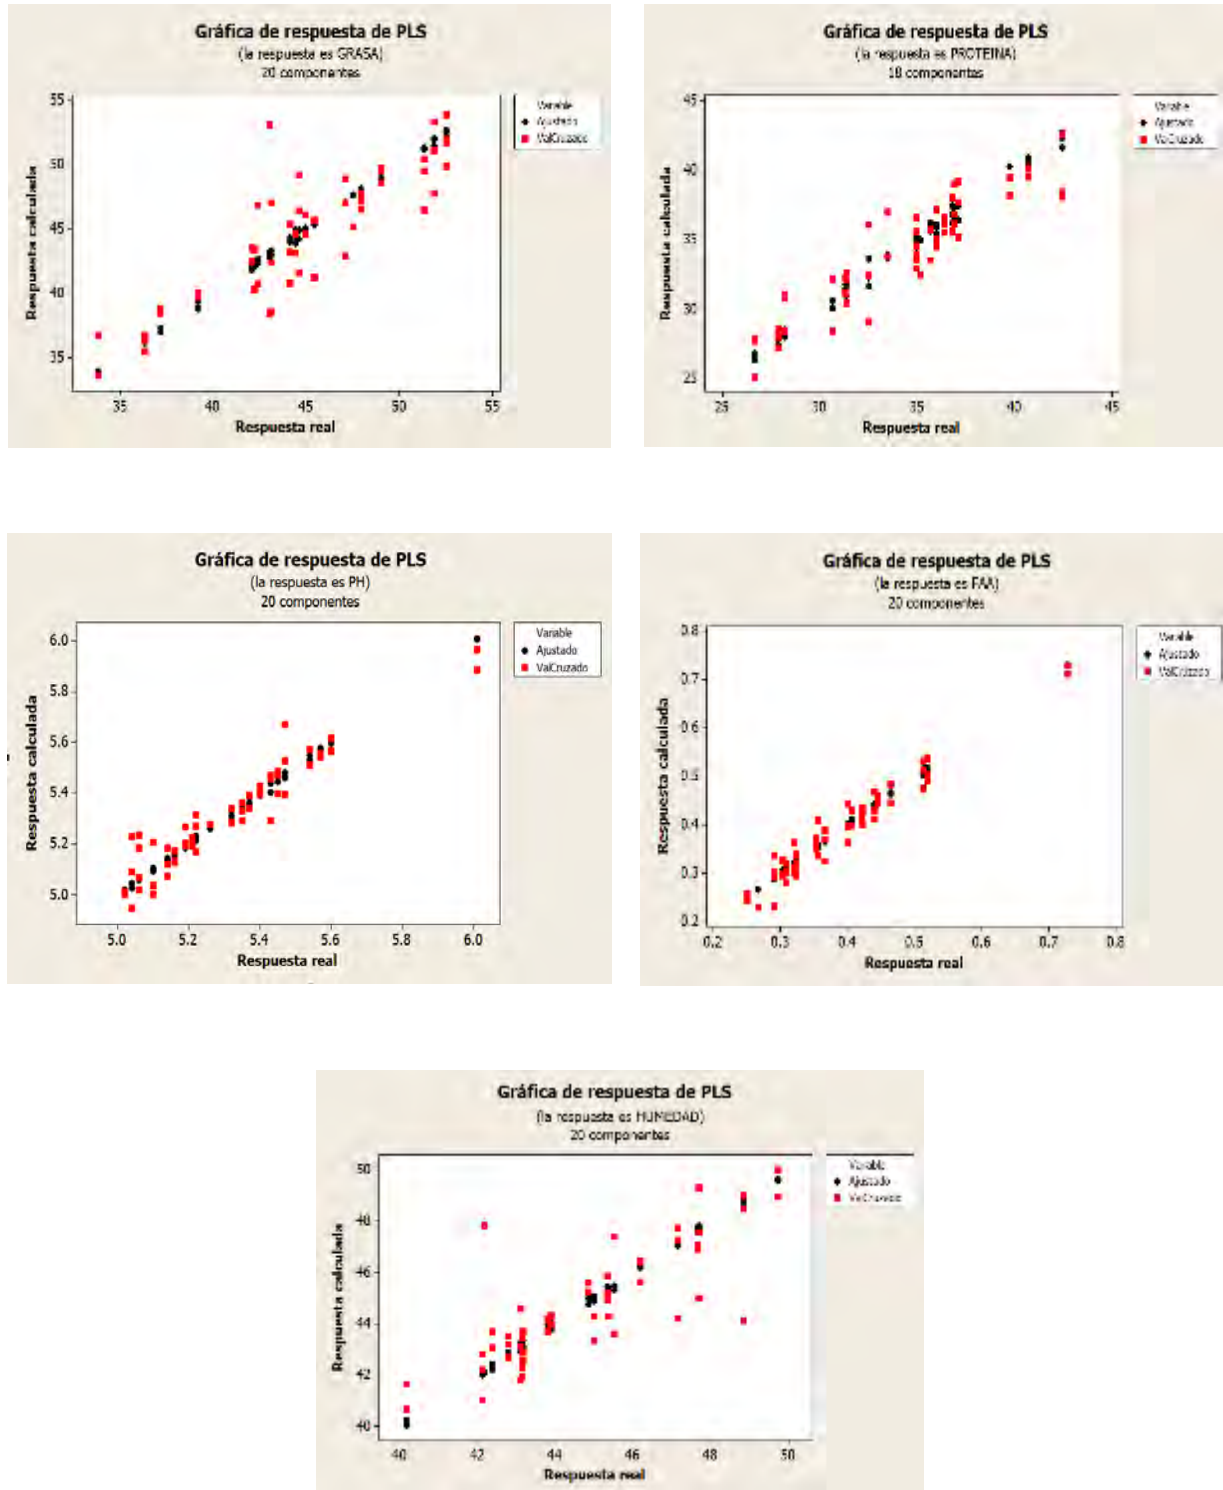 Gráfica de respuesta de PLS
(la respuesta es GRASA)
20 componentes
Variable
Ajustado
ValCruzado
Respuesta calculada
55
50
45
40
35
35 40 45 50 55
Respuesta real
Gráfica de respuesta de PLS
(la respuesta es PROTEINA)
18 componentes
Variable
Ajustado
ValCruzado
Respuesta calculada
45
40
35
30
25
25 30 35 40 45
Respuesta real
Gráfica de respuesta de PLS
(la respuesta es PH)
20 componentes
Variable
Ajustado
ValCruzado
Respuesta calculada
6.0
5.8
5.6
5.4
5.2
5.0
5.0 5.2 5.4 5.6 5.8 6.0
Respuesta real
Gráfica de respuesta de PLS
(la respuesta es FAA)
20 componentes
Variable
Ajustado
ValCruzado
Respuesta calculada
0.8
0.7
0.6
0.5
0.4
0.3
0.2
0.2 0.3 0.4 0.5 0.6 0.7 0.8
Respuesta real
Gráfica de respuesta de PLS
(la respuesta es HUMEDAD)
20 componentes
Variable
Ajustado
ValCruzado
Respuesta calculada
50
48
46
44
42
40
40 42 44 46 48 50
Respuesta real